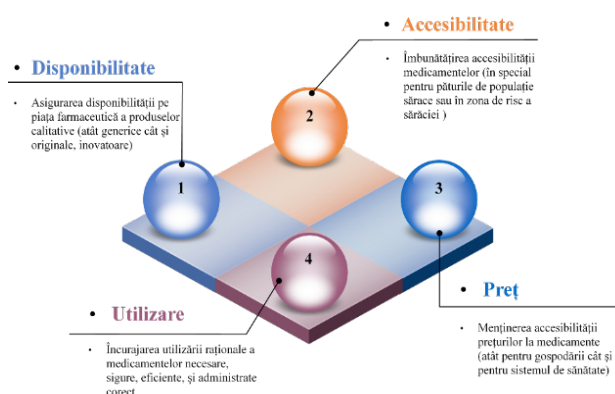 • Accesibilitate
• Îmbunătățirea accesibilității
medicamentelor (în special
pentru păturile de populație
sărace sau în zona de risc a
sărăciei )
• Disponibilitate
• Asigurarea disponibilității pe
piața farmaceutică a produselor
calitative (atât generice cât și
originale, inovatoare)
2
1
3
4
• Preț
• Menținerea accesibilității
prețurilor la medicamente
(atât pentru gospodării cât și
pentru sistemul de sănătate)
• Utilizare
• Încurajarea utilizării raționale a
medicamentelor necesare,
sigure, eficiente, și administrate
corect